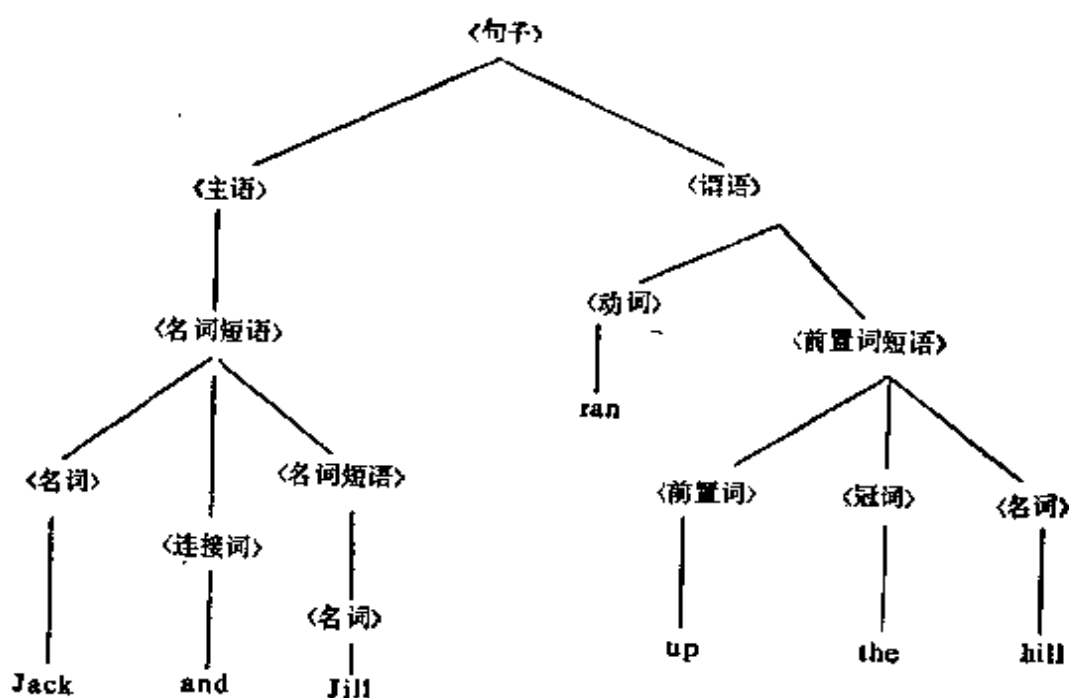 〈句子〉
〈主语〉 〈谓语〉
〈动词〉
〈名词短语〉 〈前置词短语〉
ran
〈名词〉 〈名词短语〉 〈前置词〉 〈冠词〉 〈名词〉
〈连接词〉
〈名词〉
up the hill
Jack and Jill